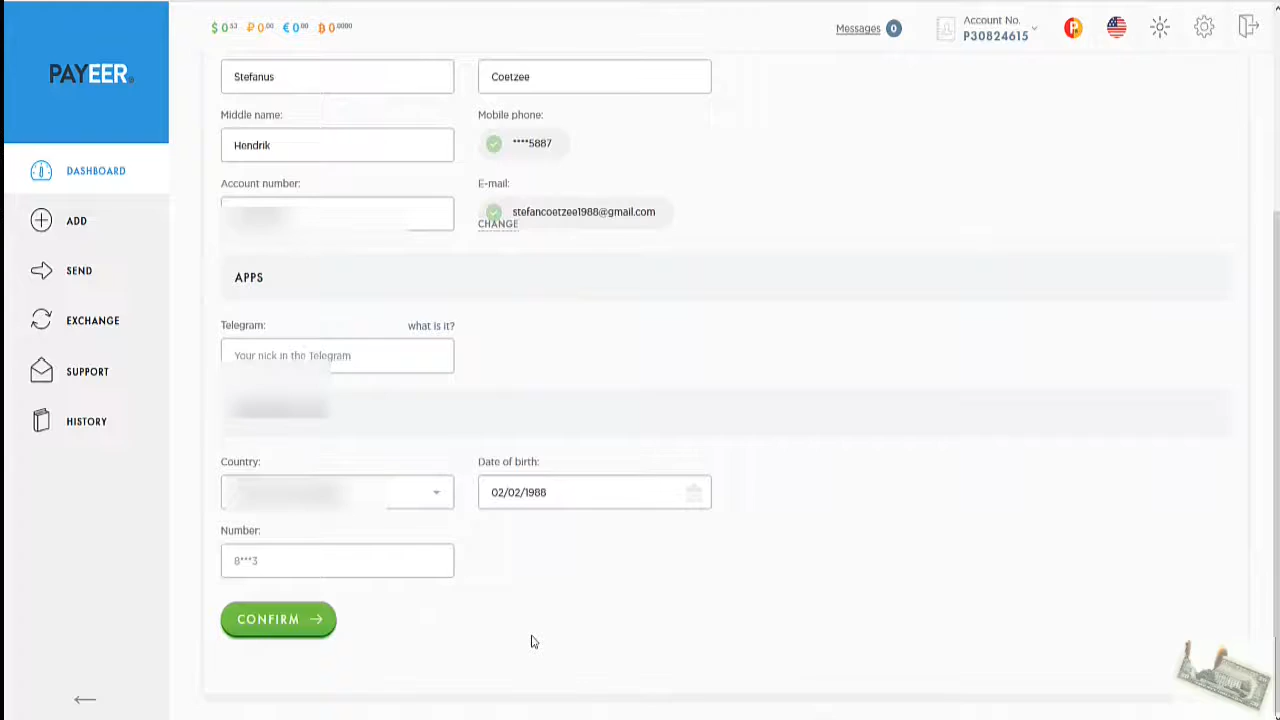 $ 0.53 ₽ 0.00 € 0.00 ₿ 0.0000
Messages 0
Account No.
P30824615
PAYEER
DASHBOARD
ADD
SEND
EXCHANGE
SUPPORT
HISTORY
Stefanus
Coetzee
Middle name:
Mobile phone:
Hendrik
****5887
Account number:
E-mail:
stefancoetzee1988@gmail.com
CHANGE
APPS
Telegram:
what is it?
Your nick in the Telegram
Country:
Date of birth:
02/02/1988
Number:
8***3
CONFIRM